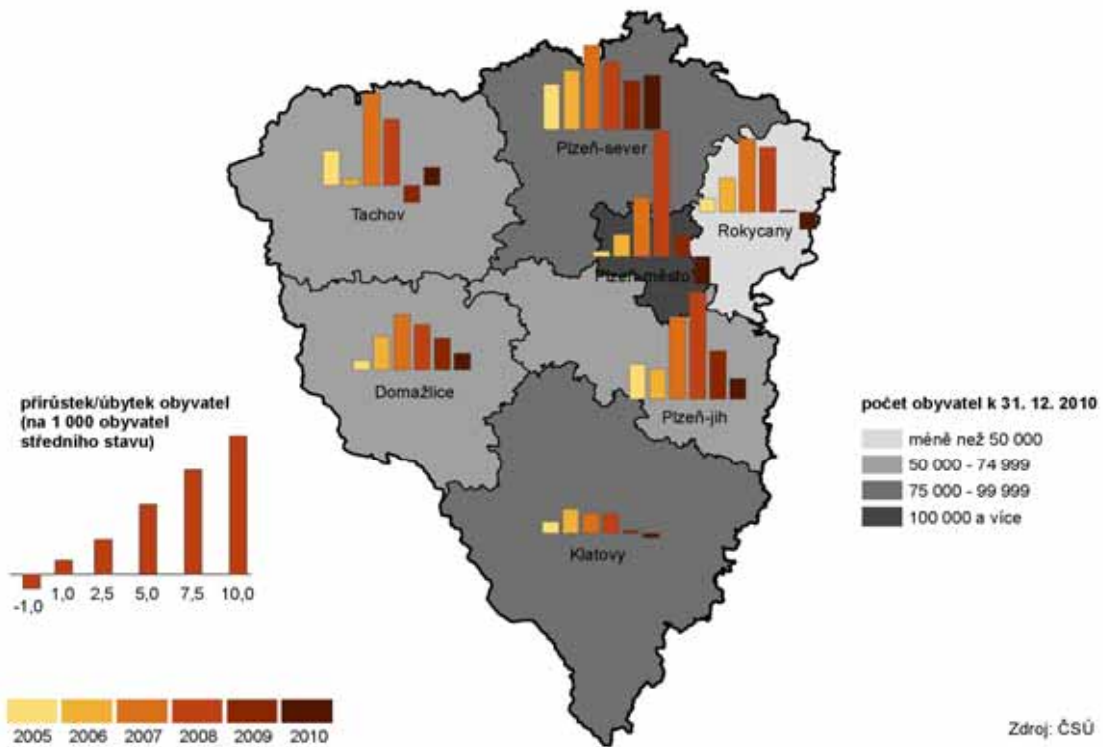 Plzeň-sever
Tachov
Rokycany
Plzeň-město
Domažlice
Plzeň-jih
Klatovy
přírůstek/úbytek obyvatel
(na 1 000 obyvatel
středního stavu)
-1,0 1,0 2,5 5,0 7,5 10,0
počet obyvatel k 31. 12. 2010
méně než 50 000
50 000 - 74 999
75 000 - 99 999
100 000 a více
2005 2006 2007 2008 2009 2010
Zdroj: ČSÚ